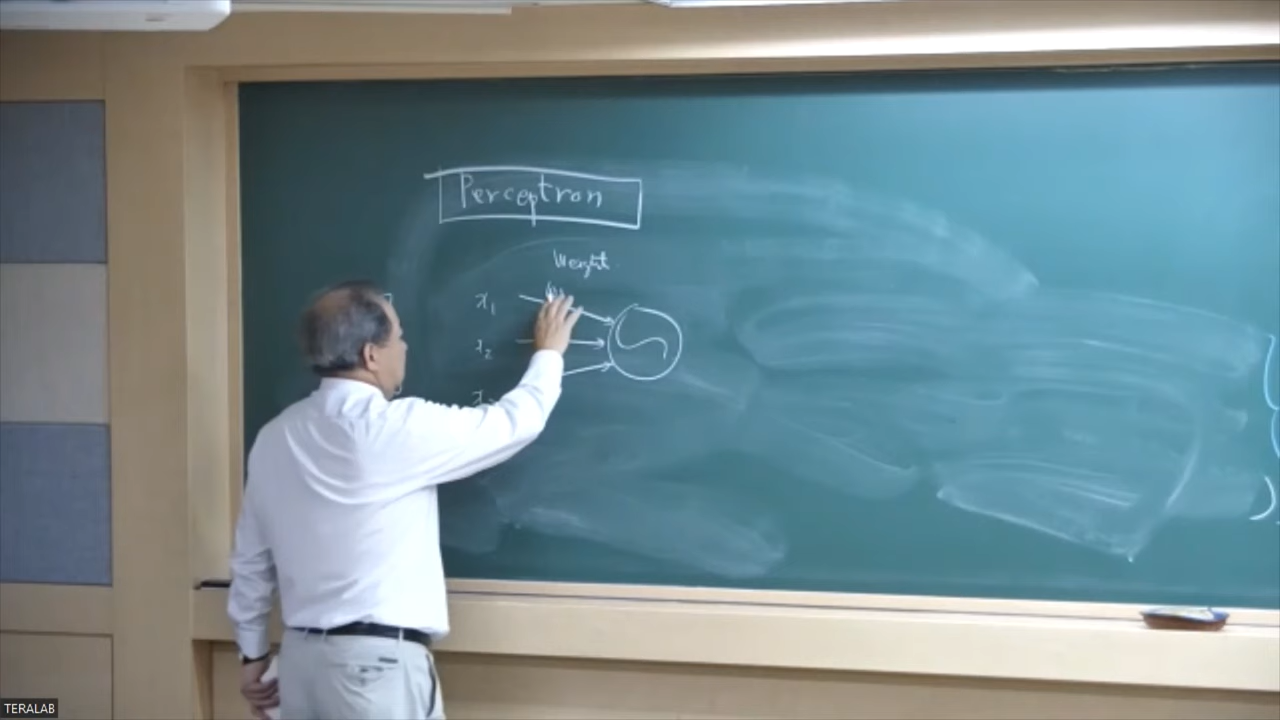 Perceptron
Weight
x₁
x₂
TERALAB